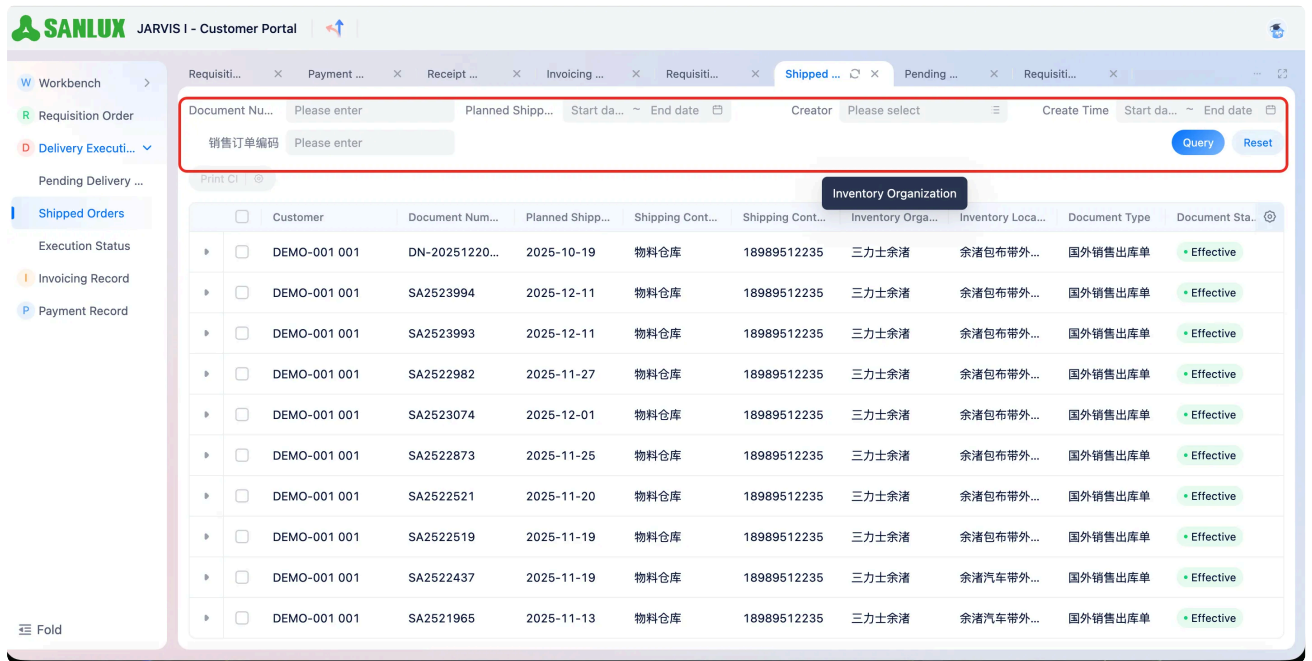 SANLUX JARVIS I - Customer Portal
W Workbench
R Requisition Order
D Delivery Executi...
Pending Delivery ...
Shipped Orders
Execution Status
I Invoicing Record
P Payment Record
Fold
Requisiti... Payment ... Receipt ... Invoicing ... Requisiti... Shipped ... Pending ... Requisiti...
Document Nu... Please enter Planned Shipp... Start da... ~ End date Creator Please select Create Time Start da... ~ End date
销售订单编码 Please enter Query Reset
Print CI
Inventory Organization
Customer Document Num... Planned Shipp... Shipping Cont... Shipping Cont... Inventory Orga... Inventory Loca... Document Type Document Sta..
DEMO-001 001 DN-20251220... 2025-10-19 物料仓库 18989512235 三力士余渚 余渚包布带外... 国外销售出库单 Effective
DEMO-001 001 SA2523994 2025-12-11 物料仓库 18989512235 三力士余渚 余渚包布带外... 国外销售出库单 Effective
DEMO-001 001 SA2523993 2025-12-11 物料仓库 18989512235 三力士余渚 余渚包布带外... 国外销售出库单 Effective
DEMO-001 001 SA2522982 2025-11-27 物料仓库 18989512235 三力士余渚 余渚包布带外... 国外销售出库单 Effective
DEMO-001 001 SA2523074 2025-12-01 物料仓库 18989512235 三力士余渚 余渚包布带外... 国外销售出库单 Effective
DEMO-001 001 SA2522873 2025-11-25 物料仓库 18989512235 三力士余渚 余渚包布带外... 国外销售出库单 Effective
DEMO-001 001 SA2522521 2025-11-20 物料仓库 18989512235 三力士余渚 余渚包布带外... 国外销售出库单 Effective
DEMO-001 001 SA2522519 2025-11-19 物料仓库 18989512235 三力士余渚 余渚包布带外... 国外销售出库单 Effective
DEMO-001 001 SA2522437 2025-11-19 物料仓库 18989512235 三力士余渚 余渚汽车带外... 国外销售出库单 Effective
DEMO-001 001 SA2521965 2025-11-13 物料仓库 18989512235 三力士余渚 余渚汽车带外... 国外销售出库单 Effective